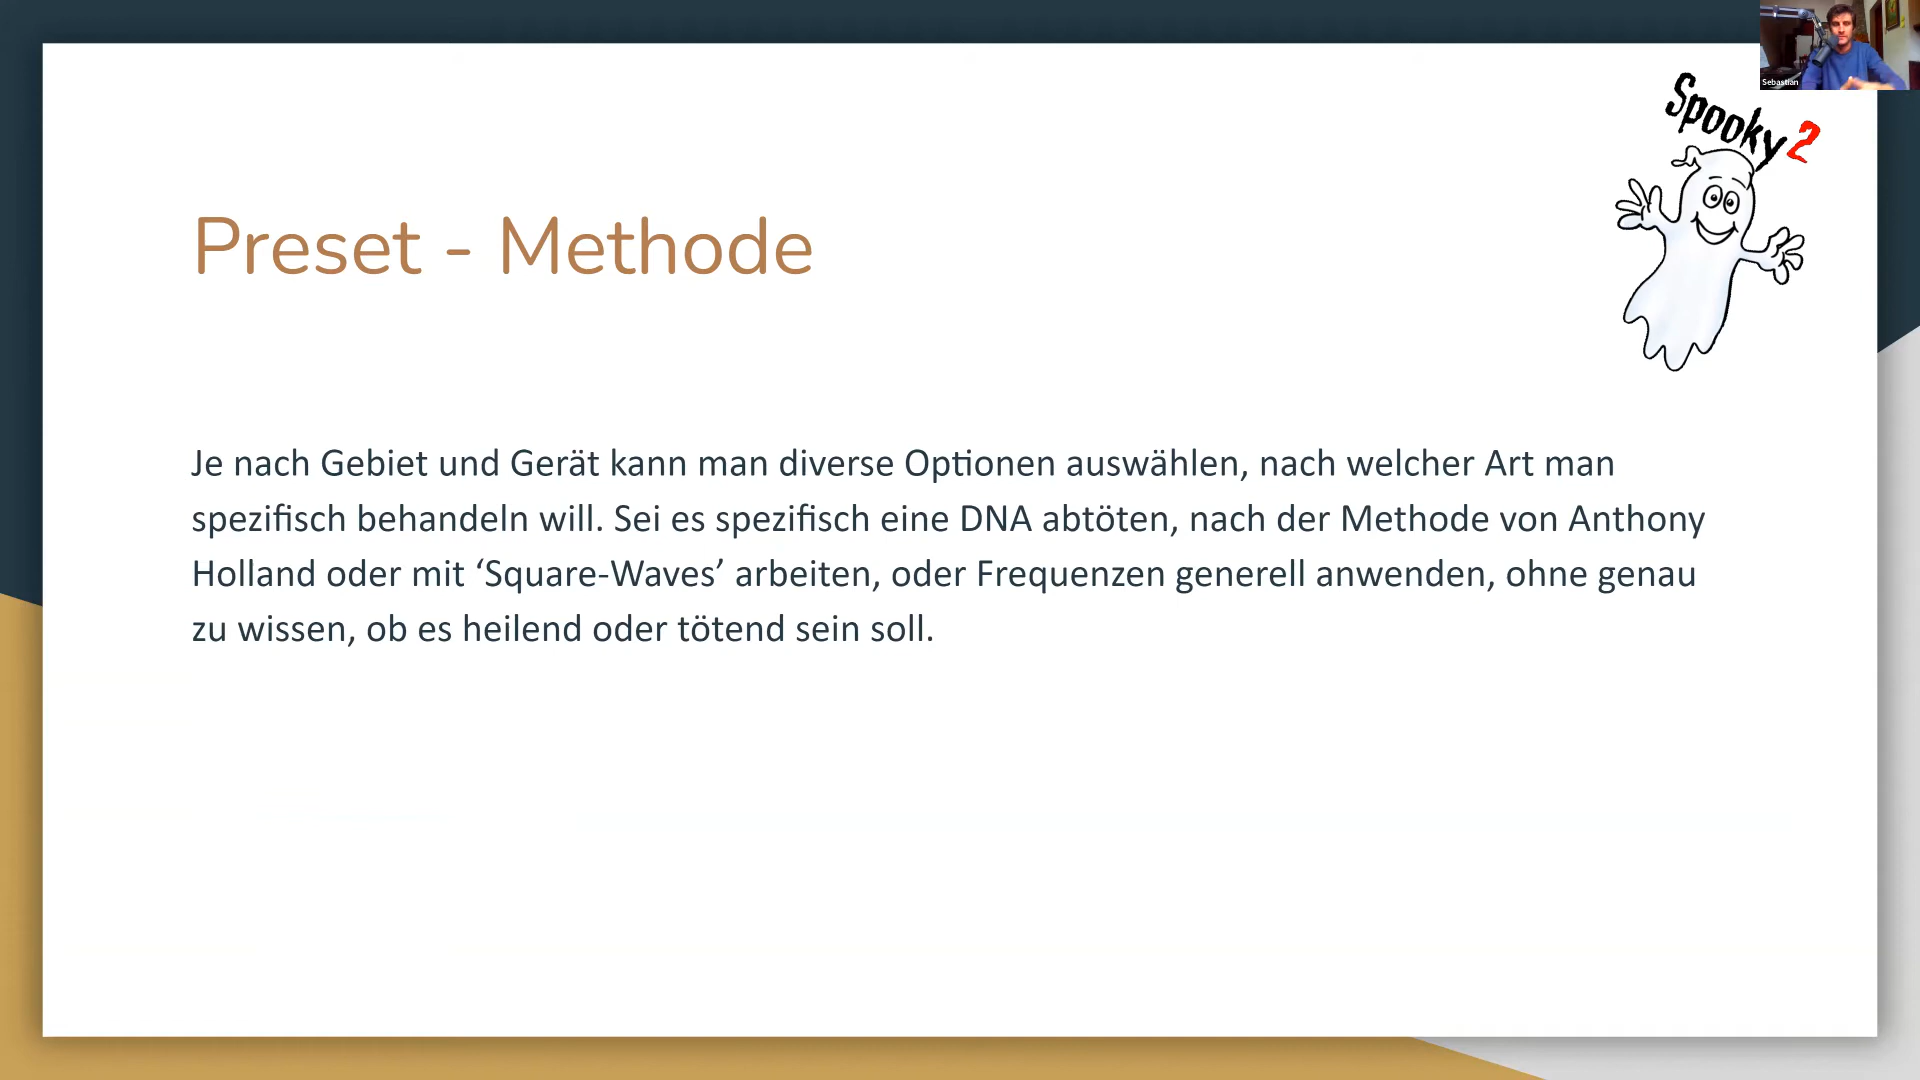 Sebastian
Spooky2
Preset - Methode
Je nach Gebiet und Gerät kann man diverse Optionen auswählen, nach welcher Art man
spezifisch behandeln will. Sei es spezifisch eine DNA abtöten, nach der Methode von Anthony
Holland oder mit ‘Square-Waves’ arbeiten, oder Frequenzen generell anwenden, ohne genau
zu wissen, ob es heilend oder tötend sein soll.